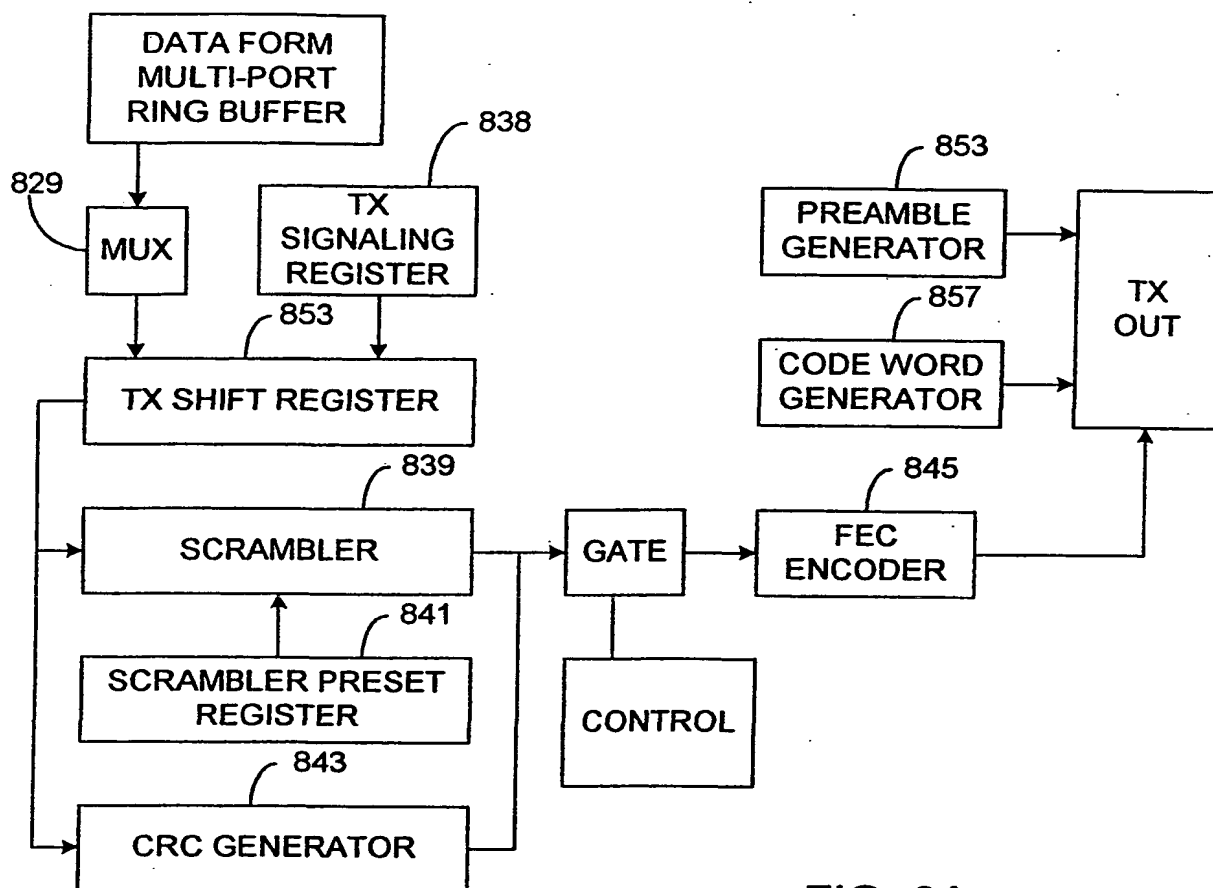 DATA FORM
MULTI-PORT
RING BUFFER
838
829
MUX
TX
SIGNALING
REGISTER
853
TX SHIFT REGISTER
839
SCRAMBLER
841
SCRAMBLER PRESET
REGISTER
843
CRC GENERATOR
GATE
CONTROL
853
PREAMBLE
GENERATOR
857
CODE WORD
GENERATOR
845
FEC
ENCODER
TX
OUT